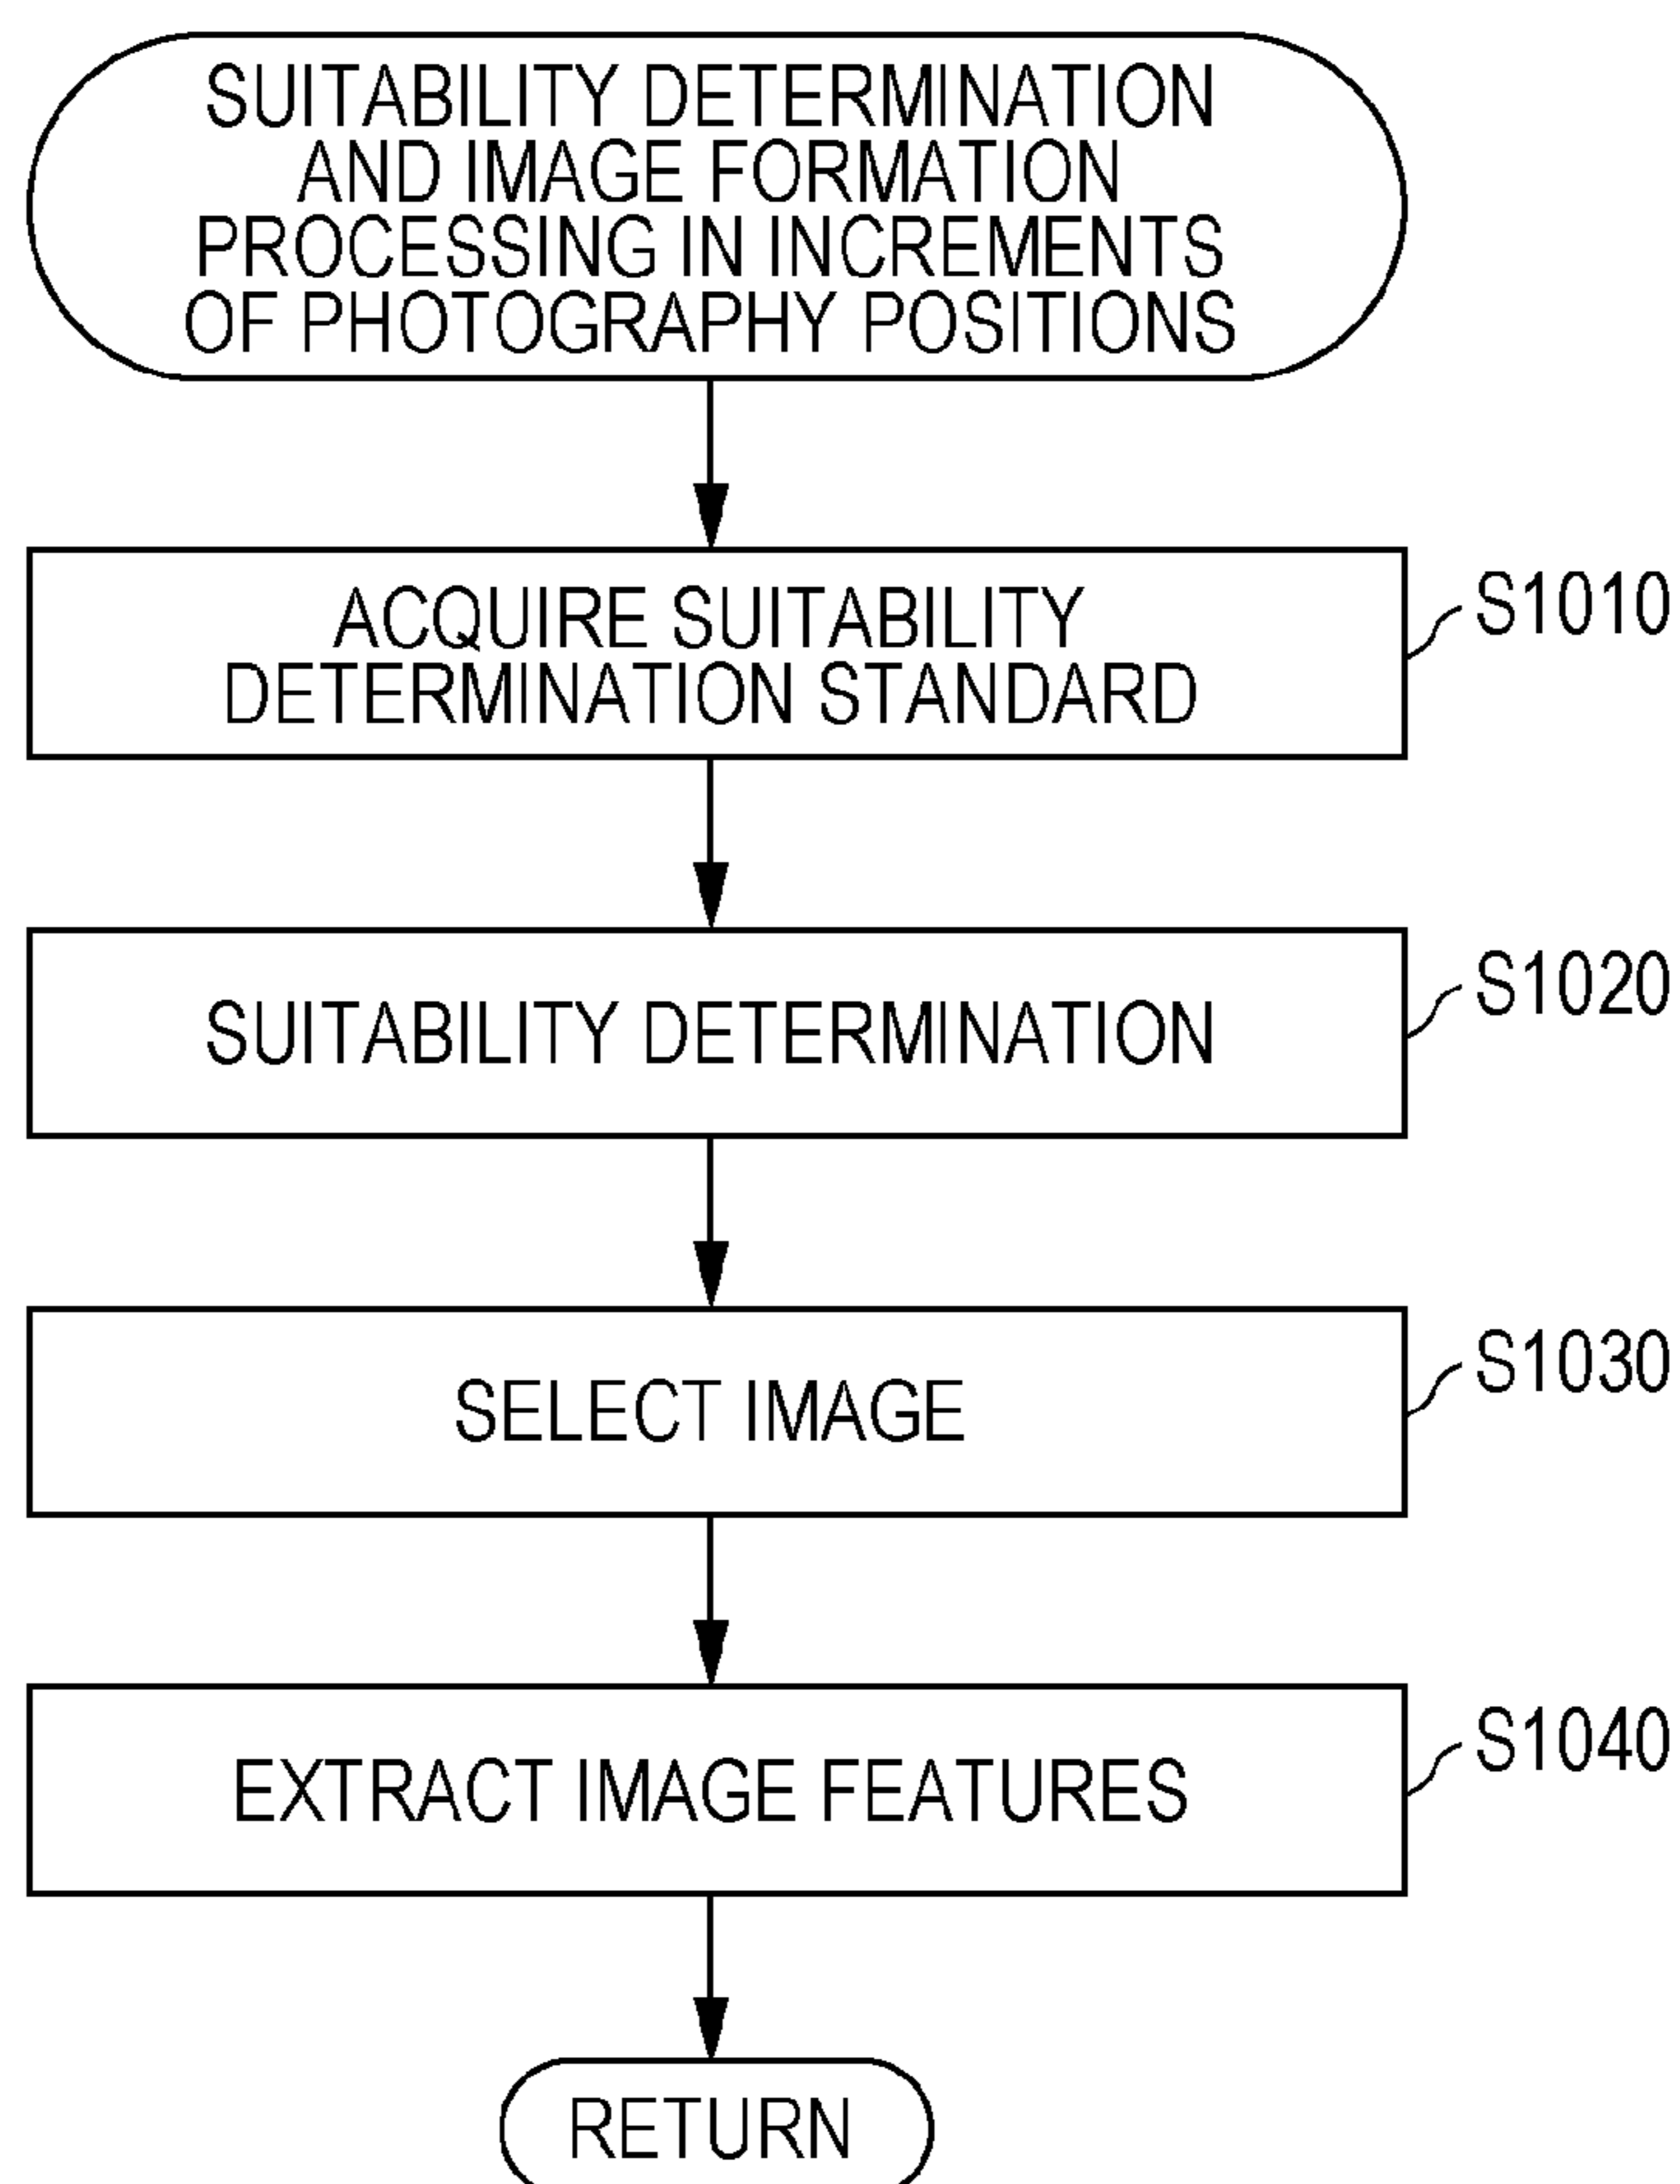 SUITABILITY DETERMINATION
AND IMAGE FORMATION
PROCESSING IN INCREMENTS
OF PHOTOGRAPHY POSITIONS
ACQUIRE SUITABILITY
DETERMINATION STANDARD
S1010
SUITABILITY DETERMINATION
S1020
SELECT IMAGE
S1030
EXTRACT IMAGE FEATURES
S1040
RETURN